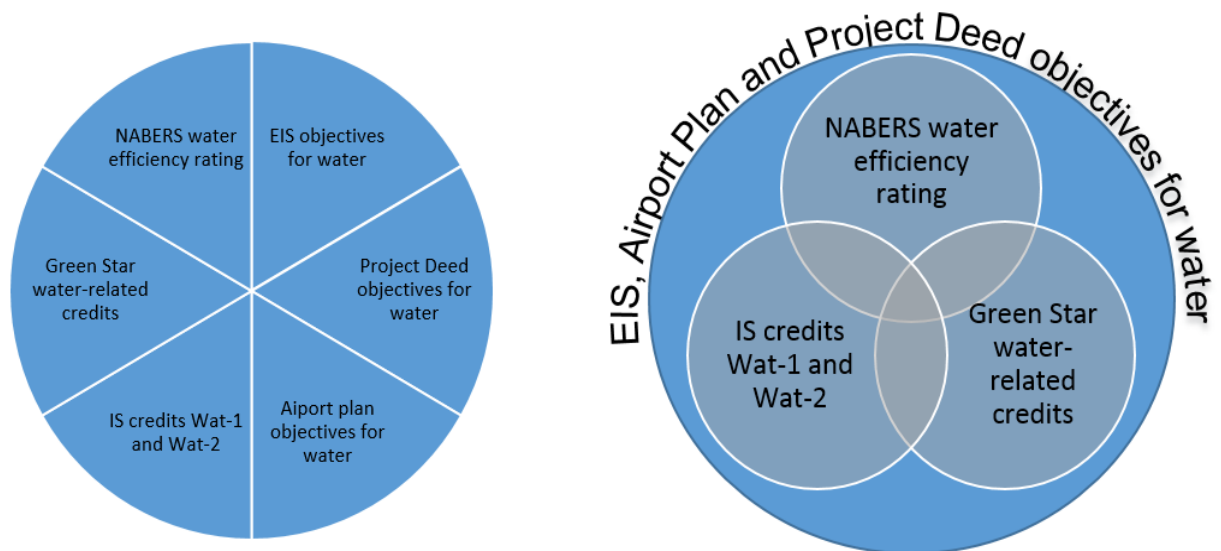 NABERS water
efficiency rating
EIS objectives
for water
Green Star
water-related
credits
Project Deed
objectives for
water
IS credits Wat-1
and Wat-2
Aiport plan
objectives for
water
EIS, Airport Plan and Project Deed objectives for water
NABERS water
efficiency
rating
IS credits
Wat-1 and
Wat-2
Green Star
water-
related
credits